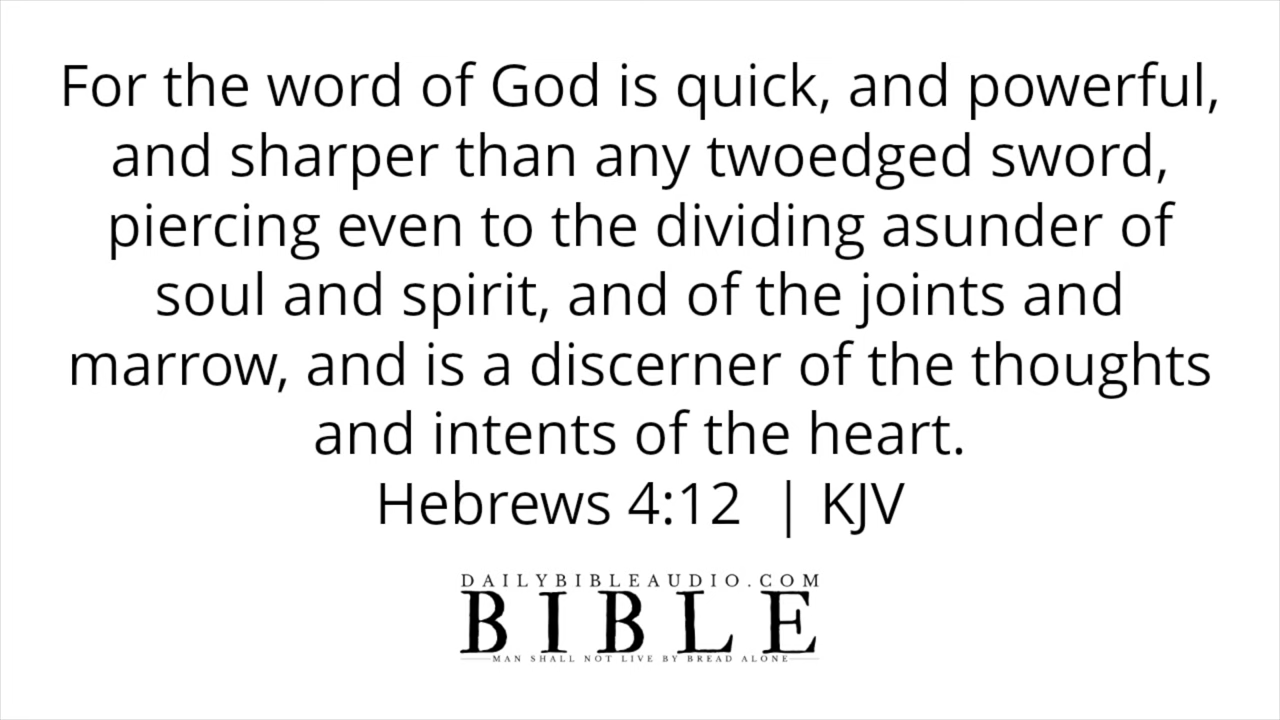 For the word of God is quick, and powerful,
and sharper than any twoedged sword,
piercing even to the dividing asunder of
soul and spirit, and of the joints and
marrow, and is a discerner of the thoughts
and intents of the heart.
Hebrews 4:12 | KJV
DAILYBIBLEAUDIO.COM
BIBLE
MAN SHALL NOT LIVE BY BREAD ALONE